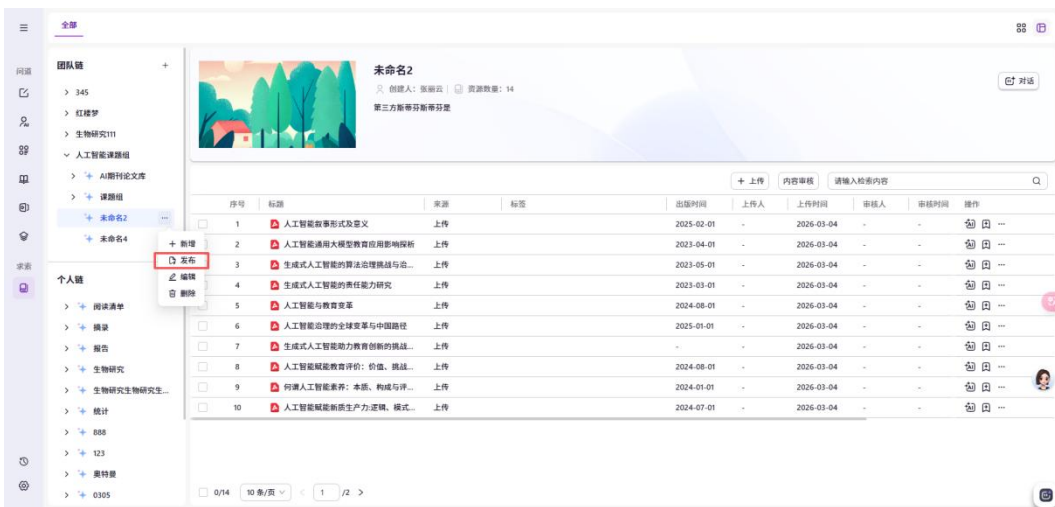 全部
问道
求索
团队链 +
345
红楼梦
生物研究111
人工智能课题组
AI期刊论文库
课题组
未命名2 ...
未命名4
+ 新增
发布
编辑
删除
个人链
阅读清单
摘录
报告
生物研究
生物研究生物研究生...
统计
888
123
奥特曼
0305
未命名2
创建人：张丽云 资源数量：14
第三方斯蒂芬斯蒂芬是
对话
+ 上传 内容审核 请输入检索内容
序号 标题 来源 标签 出版时间 上传人 上传时间 审核人 审核时间 操作
1 人工智能叙事形式及意义 上传 2025-02-01 - 2026-03-04 - - AI ...
2 人工智能通用大模型教育应用影响探析 上传 2023-04-01 - 2026-03-04 - - AI ...
3 生成式人工智能的算法治理挑战与治... 上传 2023-05-01 - 2026-03-04 - - AI ...
4 生成式人工智能的责任能力研究 上传 2023-03-01 - 2026-03-04 - - AI ...
5 人工智能与教育变革 上传 2024-08-01 - 2026-03-04 - - AI ...
6 人工智能治理的全球变革与中国路径 上传 2025-01-01 - 2026-03-04 - - AI ...
7 生成式人工智能助力教育创新的挑战... 上传 - - 2026-03-04 - - AI ...
8 人工智能赋能教育评价：价值、挑战... 上传 2024-08-01 - 2026-03-04 - - AI ...
9 何谓人工智能素养：本质、构成与评... 上传 2024-01-01 - 2026-03-04 - - AI ...
10 人工智能赋能新质生产力:逻辑、模式... 上传 2024-07-01 - 2026-03-04 - - AI ...
0/14 10 条/页 < 1 /2 >